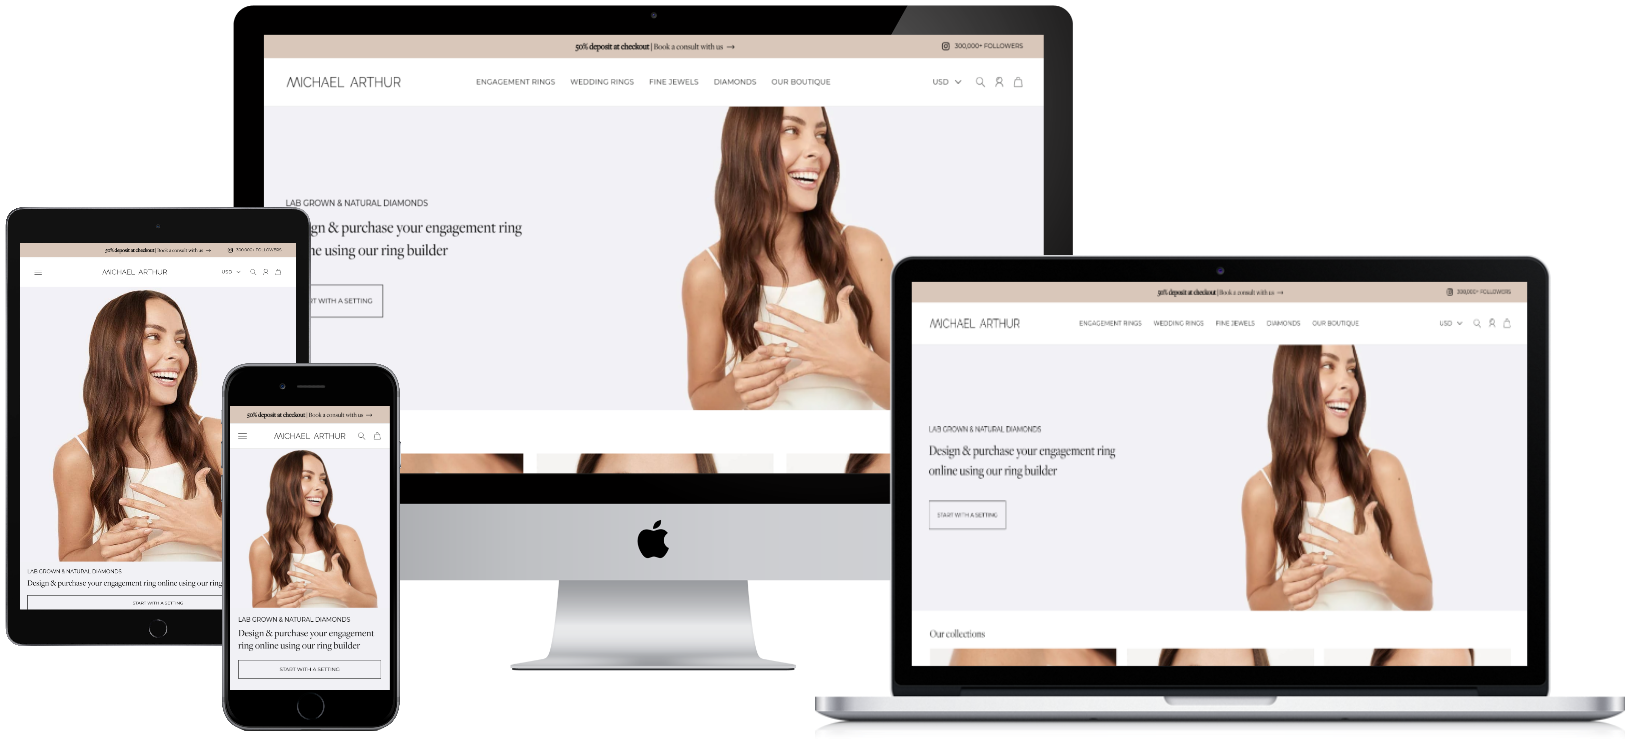 50% deposit at checkout | Book a consult with us →
300,000+ FOLLOWERS
MICHAEL ARTHUR
ENGAGEMENT RINGS WEDDING RINGS FINE JEWELS DIAMONDS OUR BOUTIQUE
USD
LAB GROWN & NATURAL DIAMONDS
gn & purchase your engagement ring
ne using our ring builder
RT WITH A SETTING
50% deposit at checkout | Book a consult with us →
300,000+ FOLLOWERS
MICHAEL ARTHUR
USD
LAB GROWN & NATURAL DIAMONDS
Design & purchase your engagement ring online using our ring
START WITH A SETTING
50% deposit at checkout | Book a consult with us →
MICHAEL ARTHUR
LAB GROWN & NATURAL DIAMONDS
Design & purchase your engagement
ring online using our ring builder
START WITH A SETTING
50% deposit at checkout | Book a consult with us →
300,000+ FOLLOWERS
MICHAEL ARTHUR
ENGAGEMENT RINGS WEDDING RINGS FINE JEWELS DIAMONDS OUR BOUTIQUE
USD
LAB GROWN & NATURAL DIAMONDS
Design & purchase your engagement ring
online using our ring builder
START WITH A SETTING
Our collections